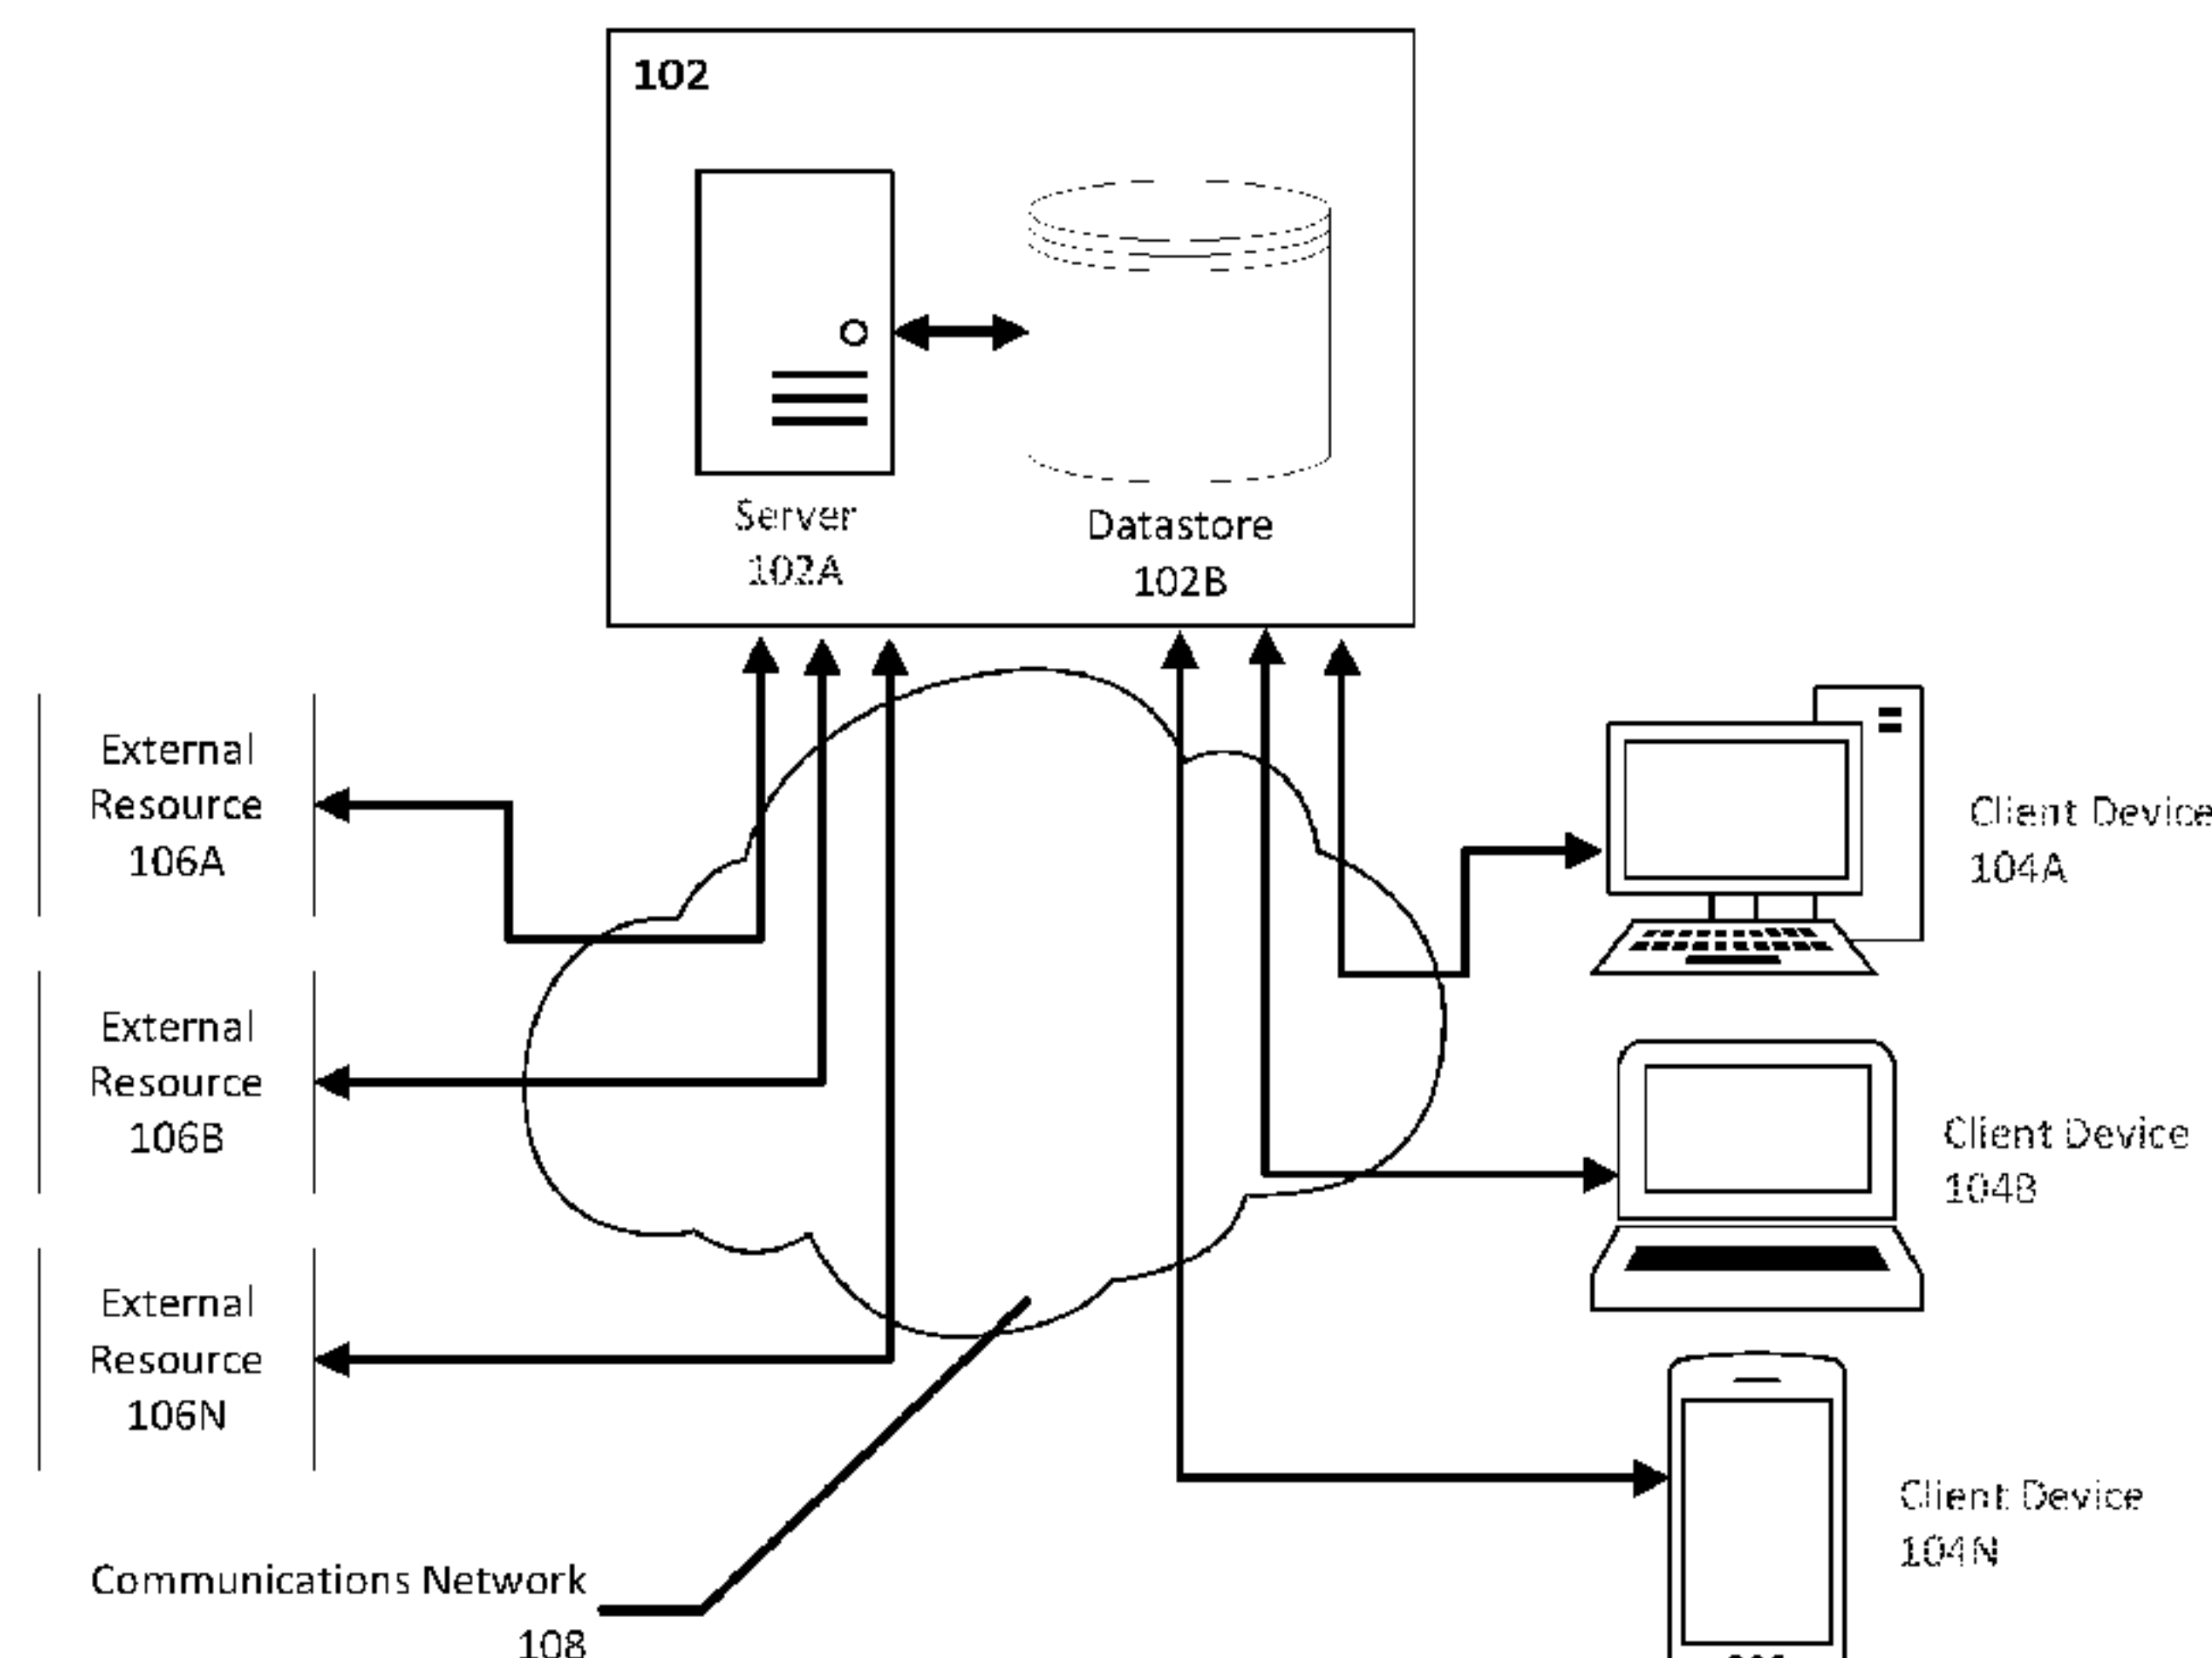 102
Server
102A
Datastore
102B
External
Resource
106A
External
Resource
106B
External
Resource
106N
Client Device
104A
Client Device
104B
Client Device
104N
Communications Network
108